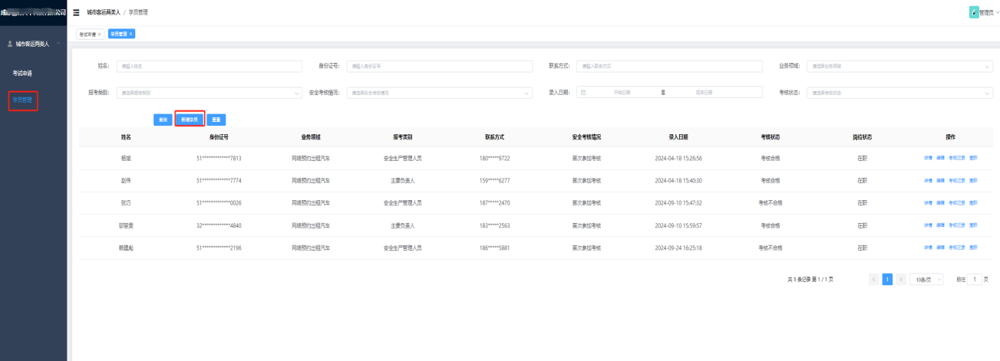 城市客运两类人 / 学员管理
管理员
考试申请 ×
学员管理 ×
城市客运两类人
考试申请
学员管理
姓名: 请输入姓名 身份证号: 请输入身份证号 联系方式: 请输入联系方式 业务领域: 请选择业务领域
报考类别: 请选择报考类别 安全考核情况: 请选择安全考核情况 录入日期: 开始日期 至 结束日期 考核状态: 请选择考核状态
查询 新增学员 重置
姓名 身份证号 业务领域 报考类别 联系方式 安全考核情况 录入日期 考核状态 岗位状态 操作
杨斌 51*************7813 网络预约出租汽车 安全生产管理人员 180*****9722 首次参加考核 2024-04-18 15:26:56 考核合格 在职 详情 编辑 考核记录 离职
赵伟 51*************7774 网络预约出租汽车 主要负责人 159*****6277 首次参加考核 2024-04-18 15:40:30 考核合格 在职 详情 编辑 考核记录 离职
张巧 51*************0026 网络预约出租汽车 安全生产管理人员 187*****2470 首次参加考核 2024-09-10 15:47:32 考核不合格 在职 详情 编辑 考核记录 离职
邬慧雯 32*************4840 网络预约出租汽车 主要负责人 183*****2563 首次参加考核 2024-09-10 15:59:57 考核合格 在职 详情 编辑 考核记录 离职
赖建彪 51*************2196 网络预约出租汽车 安全生产管理人员 186*****5881 首次参加考核 2024-09-24 16:25:18 考核不合格 在职 详情 编辑 考核记录 离职
共 5 条记录 第 1 / 1 页 1 10条/页 前往 1 页